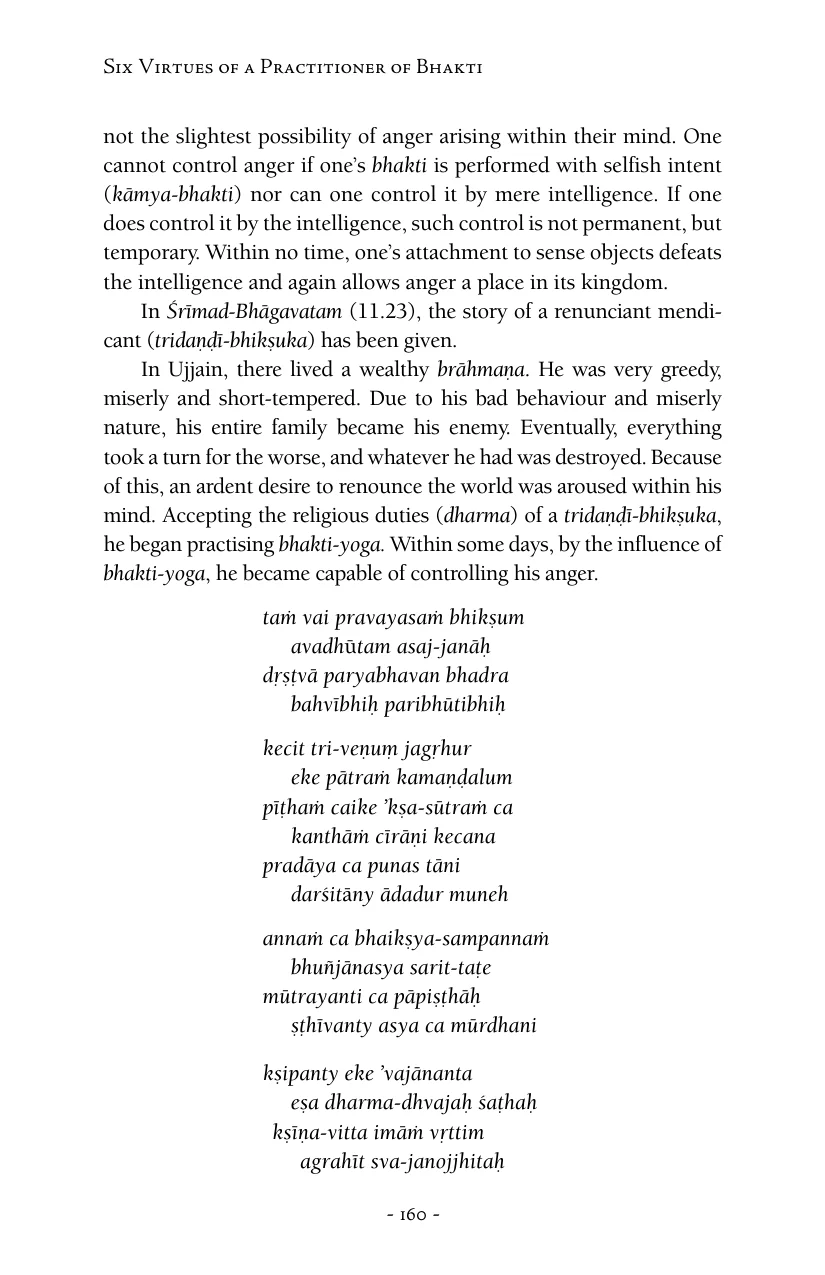 Six Virtues of a Practitioner of Bhakti
not the slightest possibility of anger arising within their mind. One
cannot control anger if one’s bhakti is performed with selfish intent
(kāmya-bhakti) nor can one control it by mere intelligence. If one
does control it by the intelligence, such control is not permanent, but
temporary. Within no time, one’s attachment to sense objects defeats
the intelligence and again allows anger a place in its kingdom.
In Śrīmad-Bhāgavatam (11.23), the story of a renunciant mendi-
cant (tridaṇḍī-bhikṣuka) has been given.
In Ujjain, there lived a wealthy brāhmaṇa. He was very greedy,
miserly and short-tempered. Due to his bad behaviour and miserly
nature, his entire family became his enemy. Eventually, everything
took a turn for the worse, and whatever he had was destroyed. Because
of this, an ardent desire to renounce the world was aroused within his
mind. Accepting the religious duties (dharma) of a tridaṇḍī-bhikṣuka,
he began practising bhakti-yoga. Within some days, by the influence of
bhakti-yoga, he became capable of controlling his anger.
taṁ vai pravayasaṁ bhikṣum
avadhūtam asaj-janāḥ
dṛṣṭvā paryabhavan bhadra
bahvībhiḥ paribhūtibhiḥ
kecit tri-veṇuṃ jagṛhur
eke pātraṁ kamaṇḍalum
pīṭhaṁ caike ’kṣa-sūtraṁ ca
kanthāṁ cīrāṇi kecana
pradāya ca punas tāni
darśitāny ādadur muneh
annaṁ ca bhaikṣya-sampannaṁ
bhuñjānasya sarit-taṭe
mūtrayanti ca pāpiṣṭhāḥ
ṣṭhīvanty asya ca mūrdhani
kṣipanty eke ’vajānanta
eṣa dharma-dhvajaḥ śaṭhaḥ
kṣīṇa-vitta imāṁ vṛttim
agrahīt sva-janojjhitaḥ
- 160 -